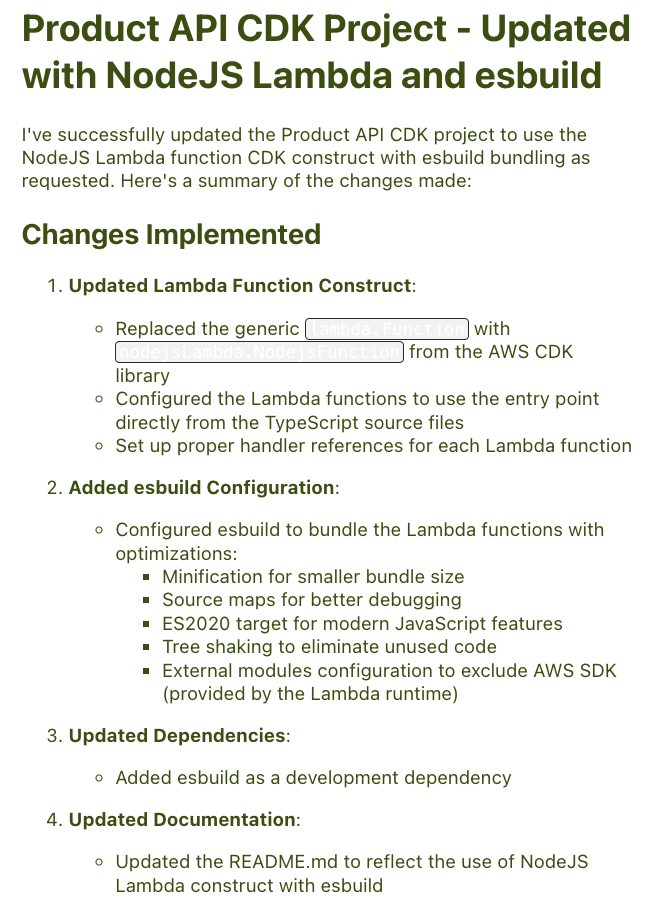 Product API CDK Project - Updated
with NodeJS Lambda and esbuild
I've successfully updated the Product API CDK project to use the
NodeJS Lambda function CDK construct with esbuild bundling as
requested. Here's a summary of the changes made:
Changes Implemented
1. Updated Lambda Function Construct:
◦ Replaced the generic lambda.Function with
nodejsLambda.NodejsFunction from the AWS CDK
library
◦ Configured the Lambda functions to use the entry point
directly from the TypeScript source files
◦ Set up proper handler references for each Lambda function
2. Added esbuild Configuration:
◦ Configured esbuild to bundle the Lambda functions with
optimizations:
▪ Minification for smaller bundle size
▪ Source maps for better debugging
▪ ES2020 target for modern JavaScript features
▪ Tree shaking to eliminate unused code
▪ External modules configuration to exclude AWS SDK
(provided by the Lambda runtime)
3. Updated Dependencies:
◦ Added esbuild as a development dependency
4. Updated Documentation:
◦ Updated the README.md to reflect the use of NodeJS
Lambda construct with esbuild